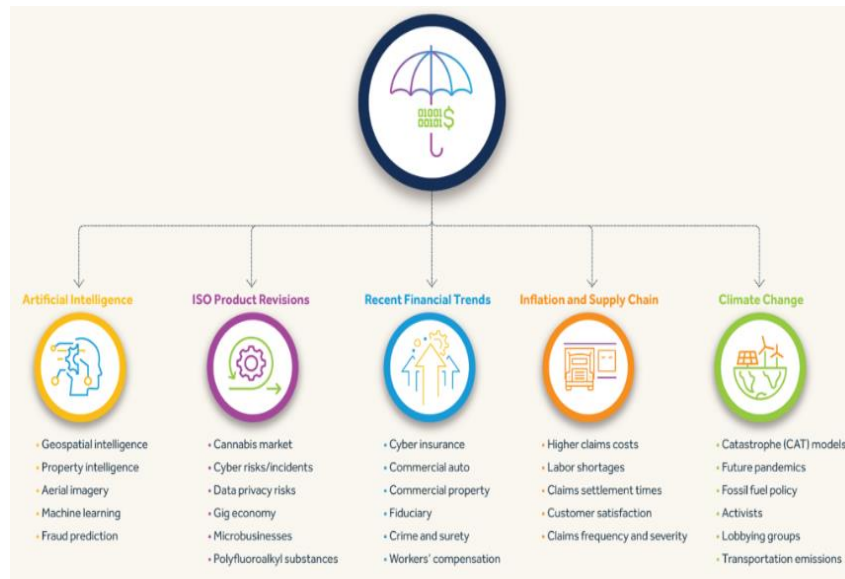 01001
00101 $
Artificial Intelligence
• Geospatial intelligence
• Property intelligence
• Aerial imagery
• Machine learning
• Fraud prediction
ISO Product Revisions
• Cannabis market
• Cyber risks/incidents
• Data privacy risks
• Gig economy
• Microbusinesses
• Polyfluoroalkyl substances
Recent Financial Trends
• Cyber insurance
• Commercial auto
• Commercial property
• Fiduciary
• Crime and surety
• Workers' compensation
Inflation and Supply Chain
• Higher claims costs
• Labor shortages
• Claims settlement times
• Customer satisfaction
• Claims frequency and severity
Climate Change
• Catastrophe (CAT) models
• Future pandemics
• Fossil fuel policy
• Activists
• Lobbying groups
• Transportation emissions